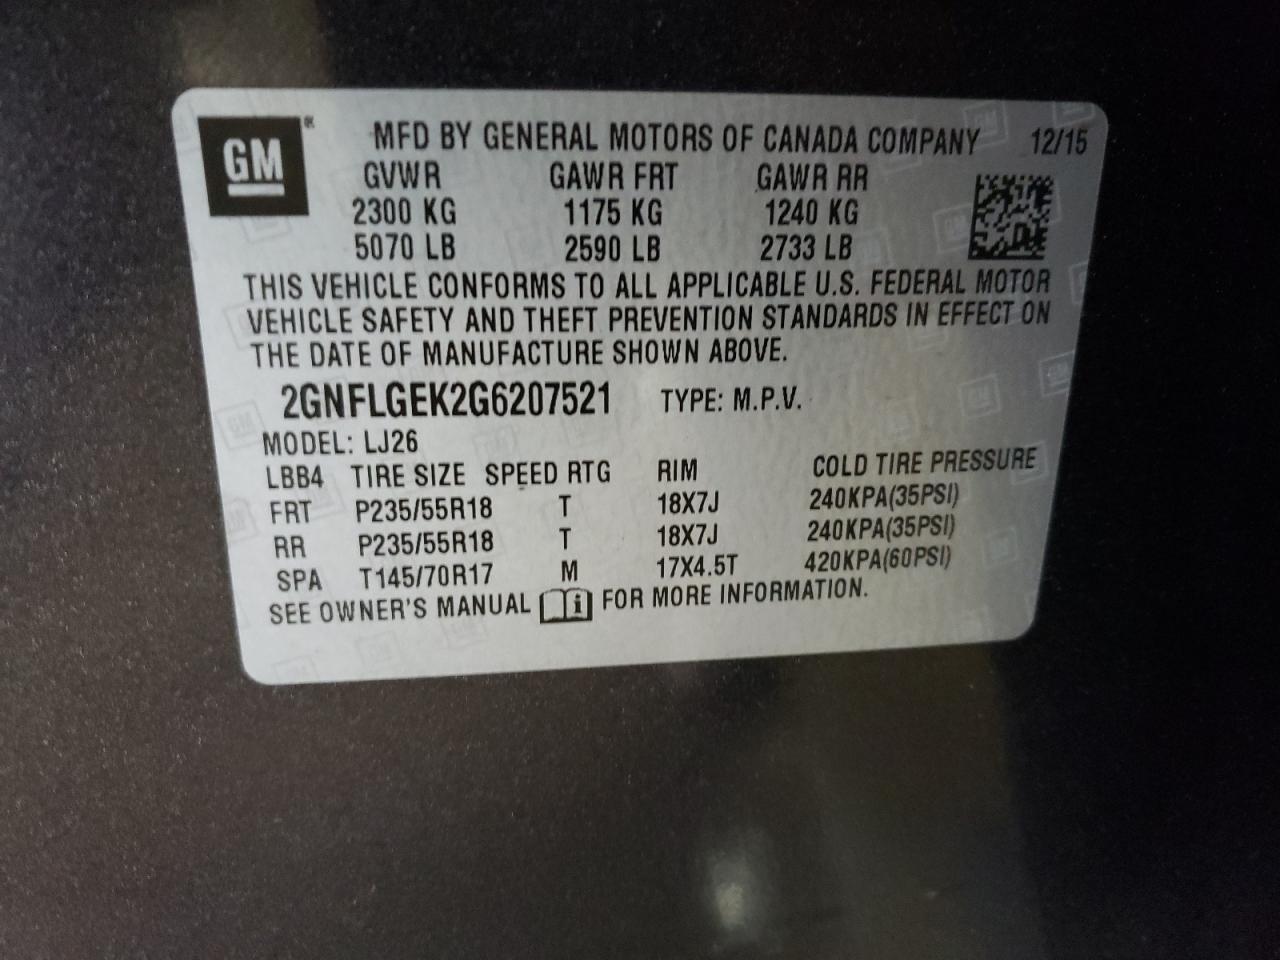 GM®
MFD BY GENERAL MOTORS OF CANADA COMPANY 12/15
GVWR GAWR FRT GAWR RR
2300 KG 1175 KG 1240 KG
5070 LB 2590 LB 2733 LB
THIS VEHICLE CONFORMS TO ALL APPLICABLE U.S. FEDERAL MOTOR
VEHICLE SAFETY AND THEFT PREVENTION STANDARDS IN EFFECT ON
THE DATE OF MANUFACTURE SHOWN ABOVE.
2GNFLGEK2G6207521 TYPE: M.P.V.
MODEL: LJ26
LBB4 TIRE SIZE SPEED RTG RIM COLD TIRE PRESSURE
FRT P235/55R18 T 18X7J 240KPA(35PSI)
RR P235/55R18 T 18X7J 240KPA(35PSI)
SPA T145/70R17 M 17X4.5T 420KPA(60PSI)
SEE OWNER'S MANUAL i FOR MORE INFORMATION.